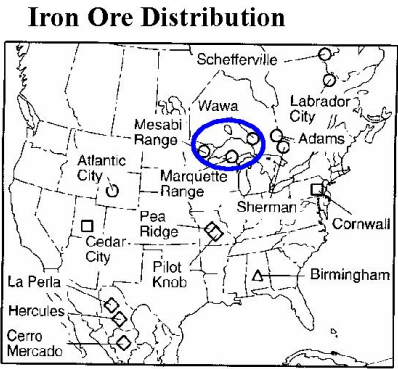 Iron Ore Distribution
Schefferville
Wawa
Labrador
City
Mesabi
Range
Adams
Atlantic
City
Marquette
Range
Sherman
Pea
Ridge
Cornwall
Cedar
City
Pilot
Knob
La Perla
Birmingham
Hercules
Cerro
Mercado